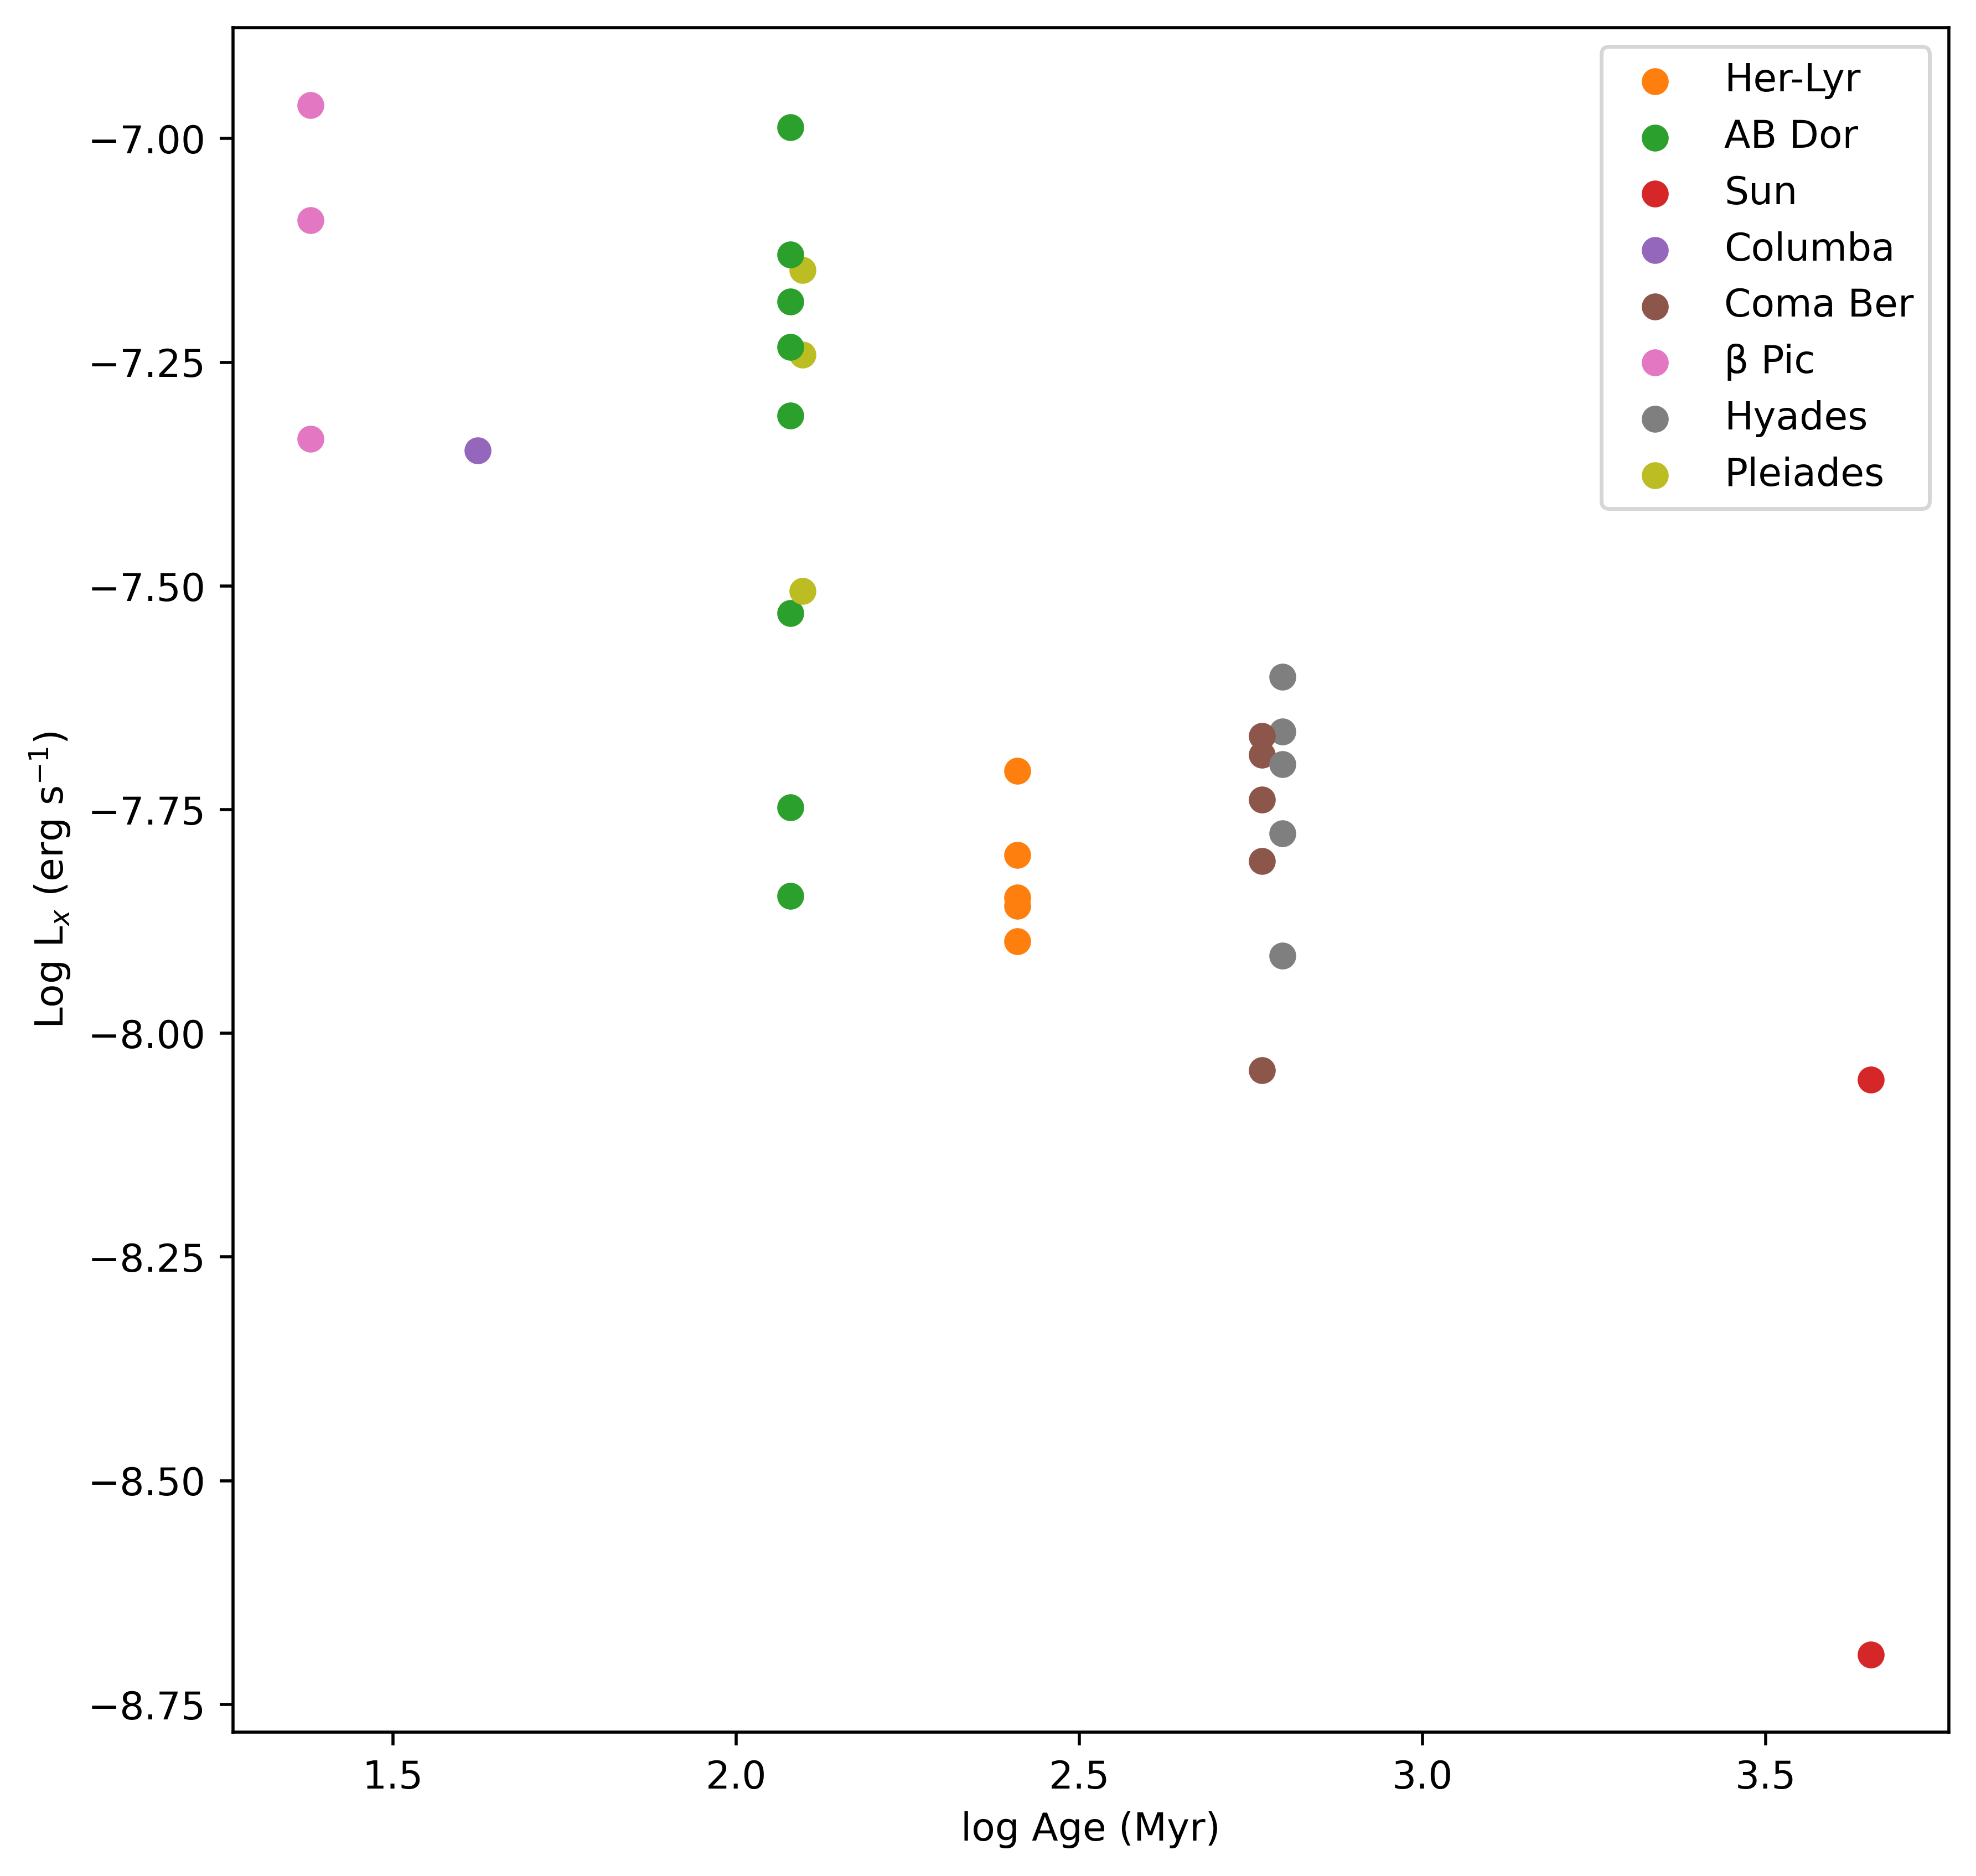 Her-Lyr
AB Dor
Sun
Columba
Coma Ber
β Pic
Hyades
Pleiades
−7.00
−7.25
−7.50
−7.75
−8.00
−8.25
−8.50
−8.75
Log Lₓ (erg s⁻¹)
1.5 2.0 2.5 3.0 3.5
log Age (Myr)